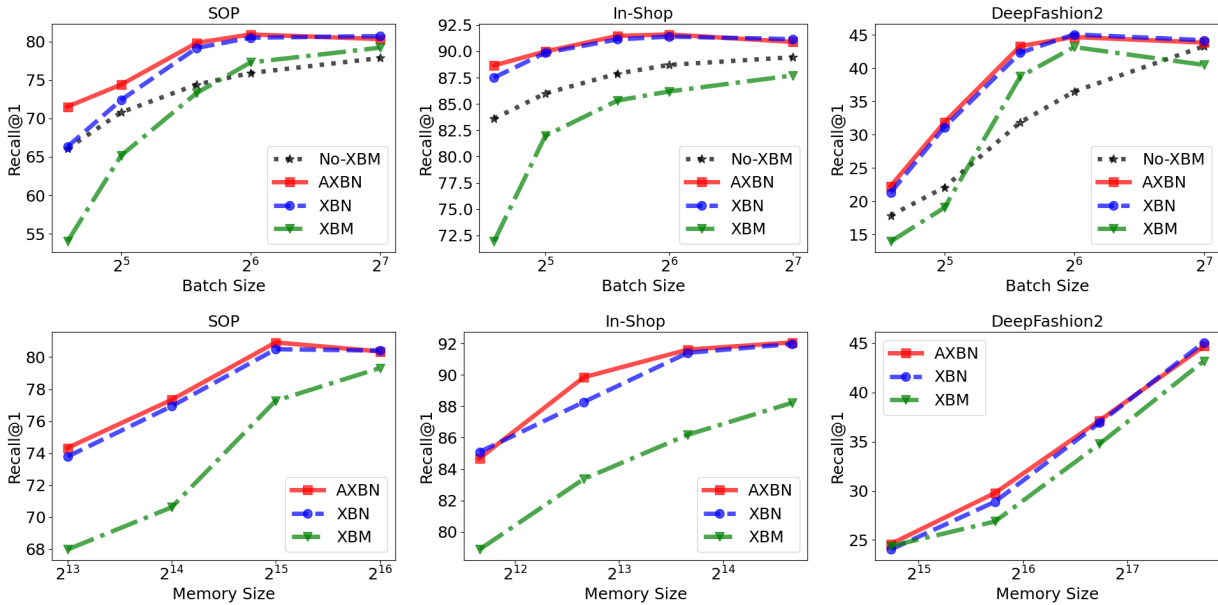 SOP
Recall@1
80
75
70
65
60
55
No-XBM
AXBN
XBN
XBM
2^5
2^6
2^7
Batch Size
In-Shop
Recall@1
92.5
90.0
87.5
85.0
82.5
80.0
77.5
75.0
72.5
No-XBM
AXBN
XBN
XBM
2^5
2^6
2^7
Batch Size
DeepFashion2
Recall@1
45
40
35
30
25
20
15
No-XBM
AXBN
XBN
XBM
2^5
2^6
2^7
Batch Size
SOP
Recall@1
80
78
76
74
72
70
68
AXBN
XBN
XBM
2^13
2^14
2^15
2^16
Memory Size
In-Shop
Recall@1
92
90
88
86
84
82
80
AXBN
XBN
XBM
2^12
2^13
2^14
Memory Size
DeepFashion2
Recall@1
45
40
35
30
25
AXBN
XBN
XBM
2^15
2^16
2^17
Memory Size